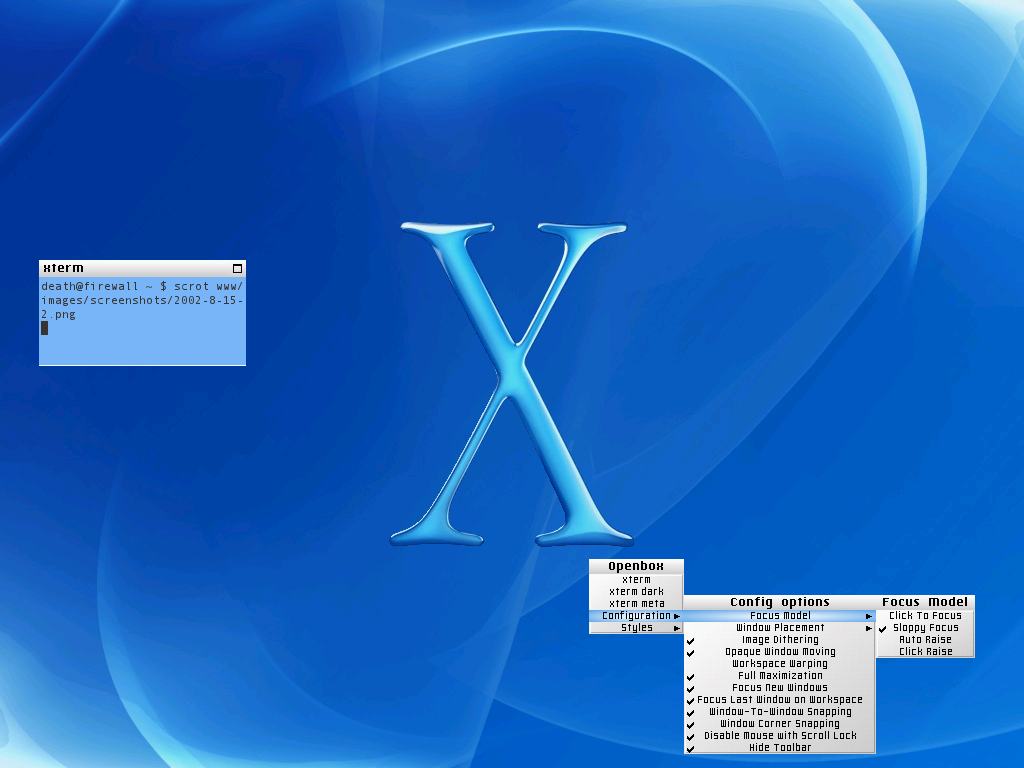 X
xterm
death@firewall ~ $ scrot www/
images/screenshots/2002-8-15-
2.png
Openbox
xterm
xterm dark
xterm meta
Configuration
Styles
Config options
Focus Model
Window Placement
Image Dithering
Opaque Window Moving
Workspace Warping
Full Maximization
Focus New Windows
Focus Last Window on Workspace
Window-To-Window Snapping
Window Corner Snapping
Disable Mouse with Scroll Lock
Hide Toolbar
Focus Model
Click To Focus
Sloppy Focus
Auto Raise
Click Raise